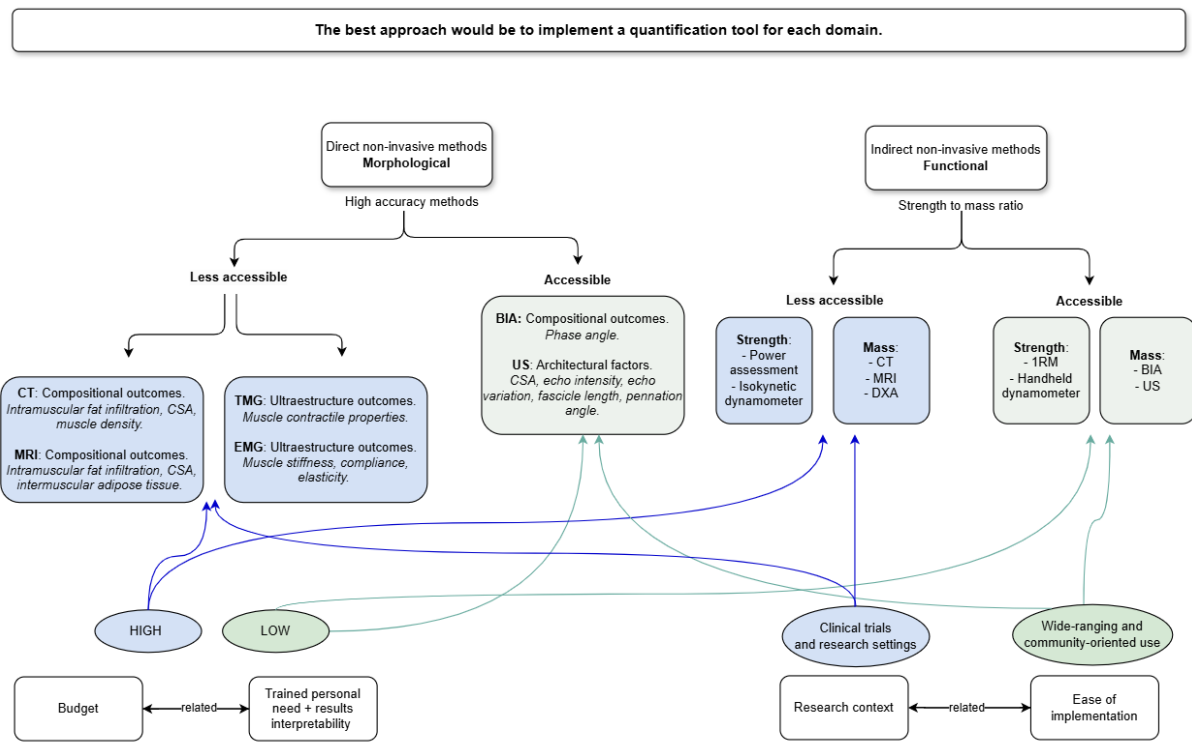 The best approach would be to implement a quantification tool for each domain.
Direct non-invasive methods
Morphological
High accuracy methods
Less accessible
Accessible
CT: Compositional outcomes.
Intramuscular fat infiltration, CSA,
muscle density.
MRI: Compositional outcomes.
Intramuscular fat infiltration, CSA,
intermuscular adipose tissue.
TMG: Ultraestructure outcomes.
Muscle contractile properties.
EMG: Ultraestructure outcomes.
Muscle stiffness, compliance,
elasticity.
BIA: Compositional outcomes.
Phase angle.
US: Architectural factors.
CSA, echo intensity, echo
variation, fascicle length, pennation
angle.
Indirect non-invasive methods
Functional
Strength to mass ratio
Less accessible
Accessible
Strength:
- Power
assessment
- Isokynetic
dynamometer
Mass:
- CT
- MRI
- DXA
Strength:
- 1RM
- Handheld
dynamometer
Mass:
- BIA
- US
HIGH
LOW
Clinical trials
and research settings
Wide-ranging and
community-oriented use
Budget
related
Trained personal
need + results
interpretability
Research context
related
Ease of
implementation